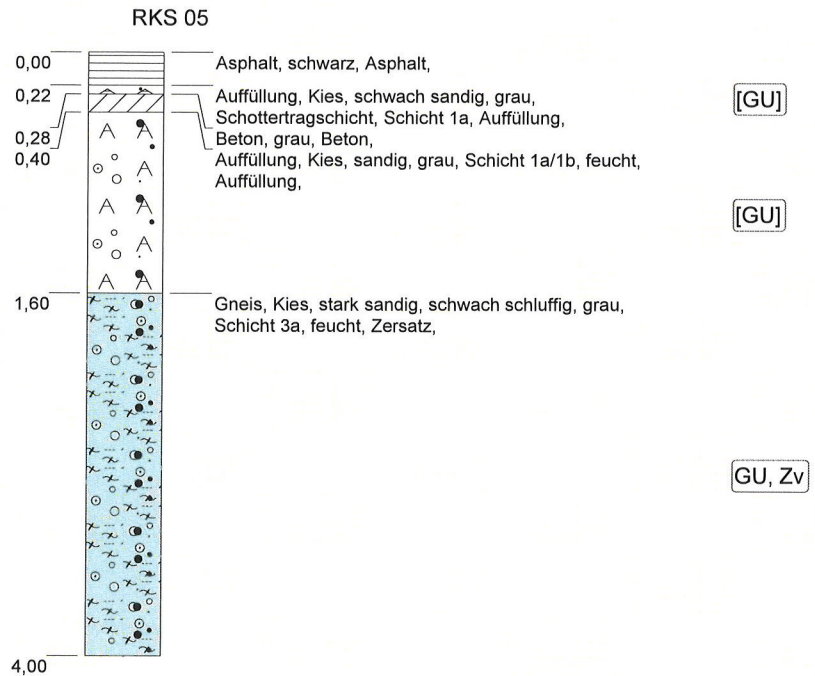 RKS 05
0,00
Asphalt, schwarz, Asphalt,
0,22
Auffüllung, Kies, schwach sandig, grau,
[GU]
Schottertragschicht, Schicht 1a, Auffüllung,
0,28
Beton, grau, Beton,
0,40
Auffüllung, Kies, sandig, grau, Schicht 1a/1b, feucht,
Auffüllung,
[GU]
1,60
Gneis, Kies, stark sandig, schwach schluffig, grau,
Schicht 3a, feucht, Zersatz,
GU, Zv
4,00